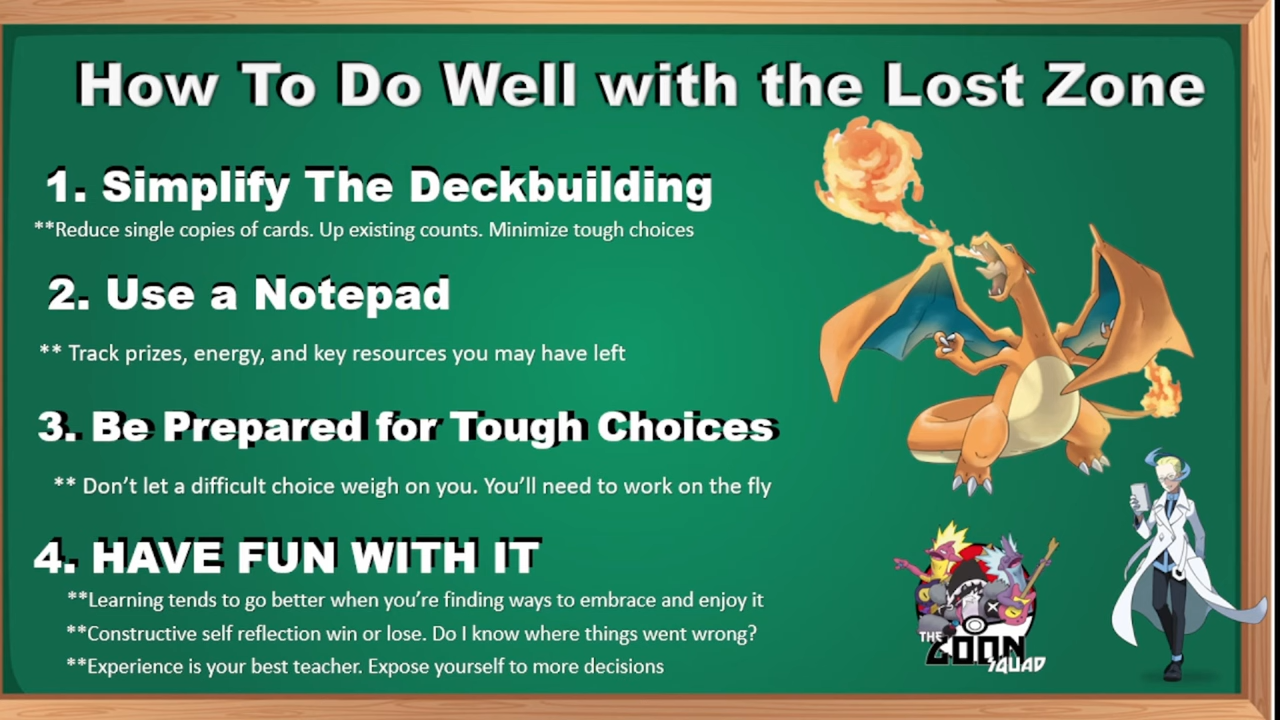 How To Do Well with the Lost Zone
1. Simplify The Deckbuilding
**Reduce single copies of cards. Up existing counts. Minimize tough choices
2. Use a Notepad
** Track prizes, energy, and key resources you may have left
3. Be Prepared for Tough Choices
** Don’t let a difficult choice weigh on you. You’ll need to work on the fly
4. HAVE FUN WITH IT
**Learning tends to go better when you’re finding ways to embrace and enjoy it
**Constructive self reflection win or lose. Do I know where things went wrong?
**Experience is your best teacher. Expose yourself to more decisions
THE
ZOON
SQUAD